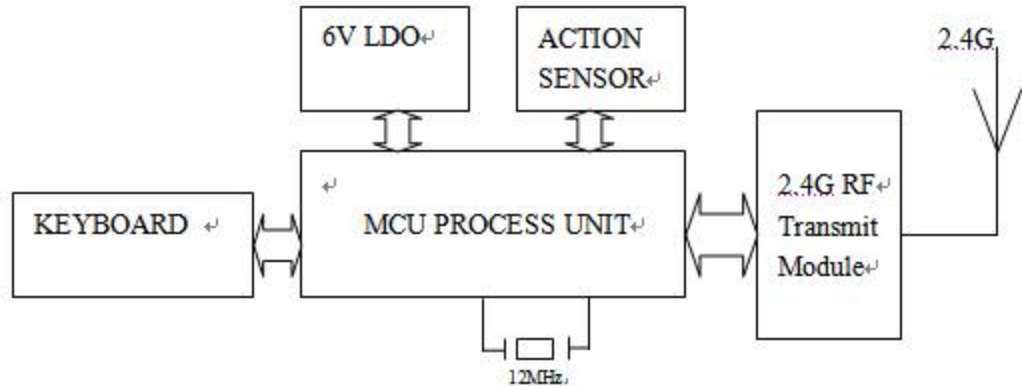 6V LDO
ACTION
SENSOR
2.4G
KEYBOARD
MCU PROCESS UNIT
2.4G RF
Transmit
Module
12MHz